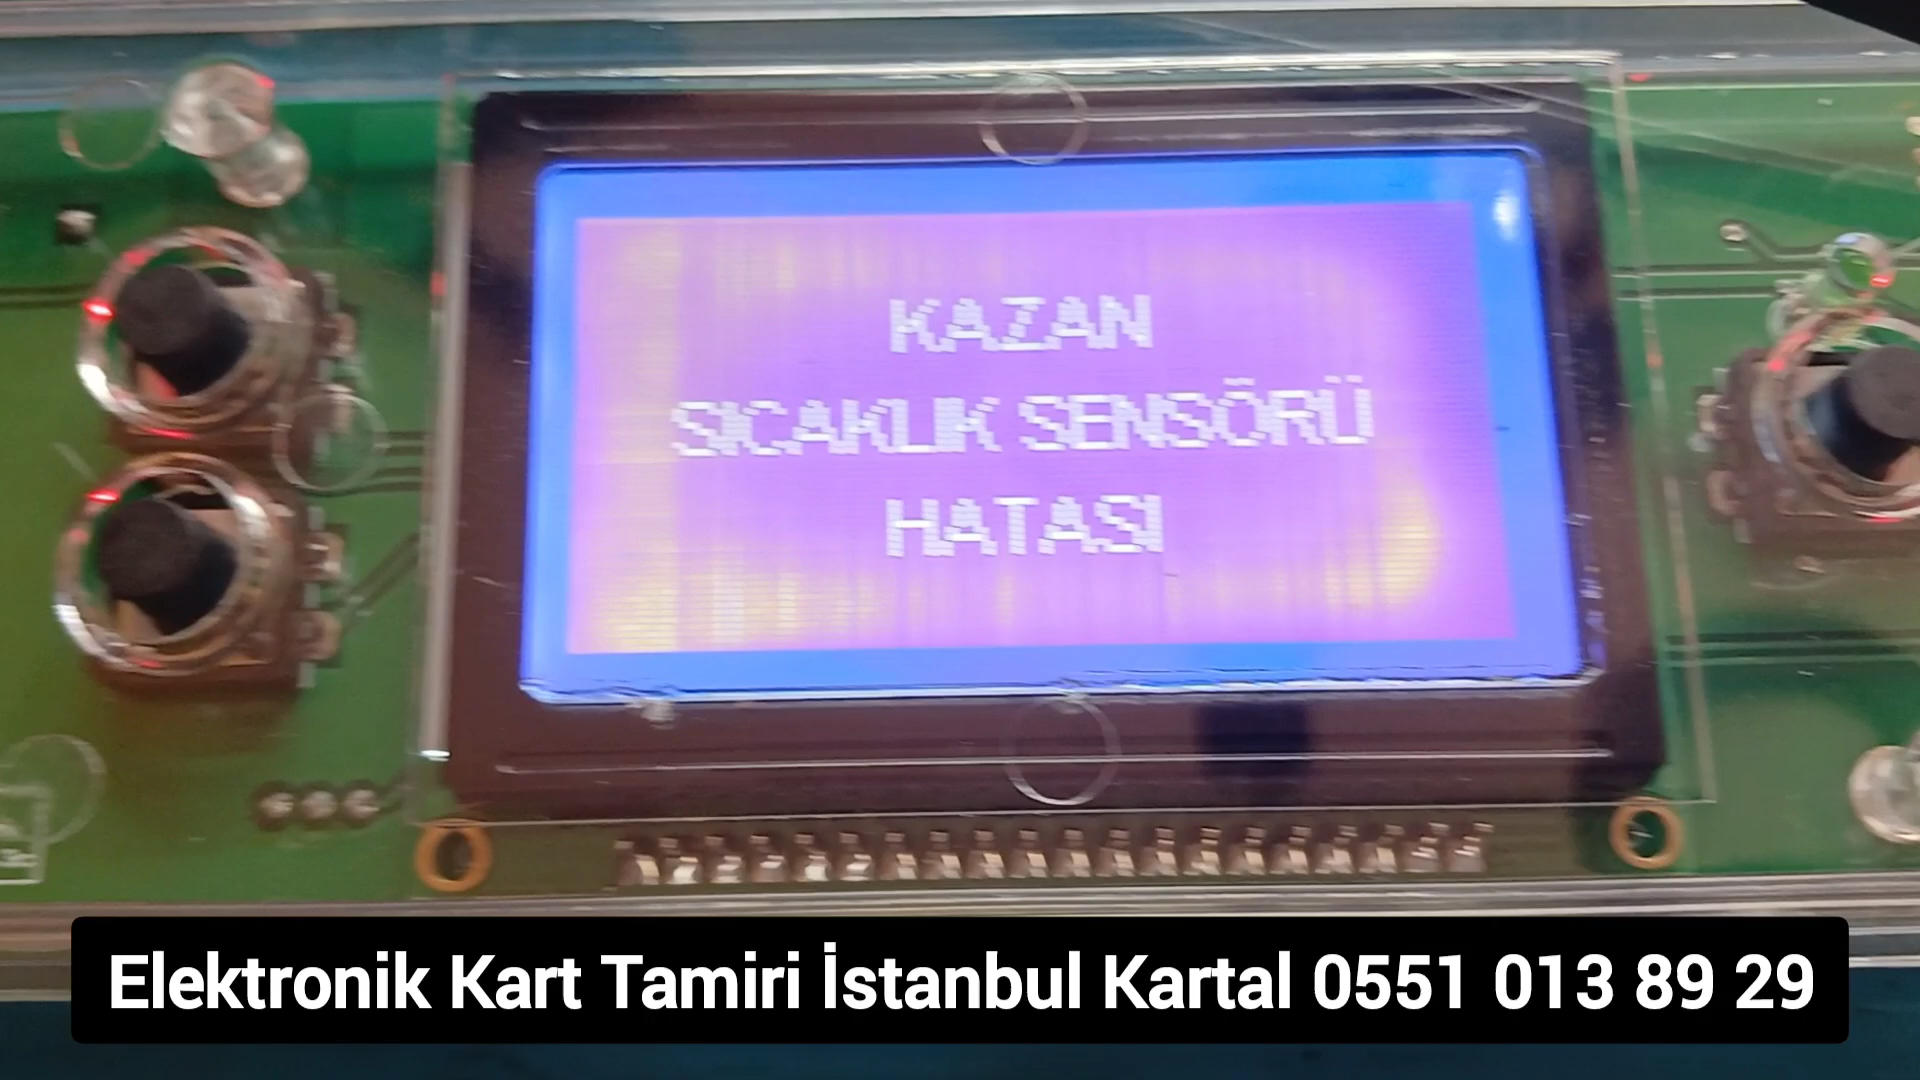 KAZAN
SICAKLIK SENSÖRÜ
HATASI
Elektronik Kart Tamiri İstanbul Kartal 0551 013 89 29